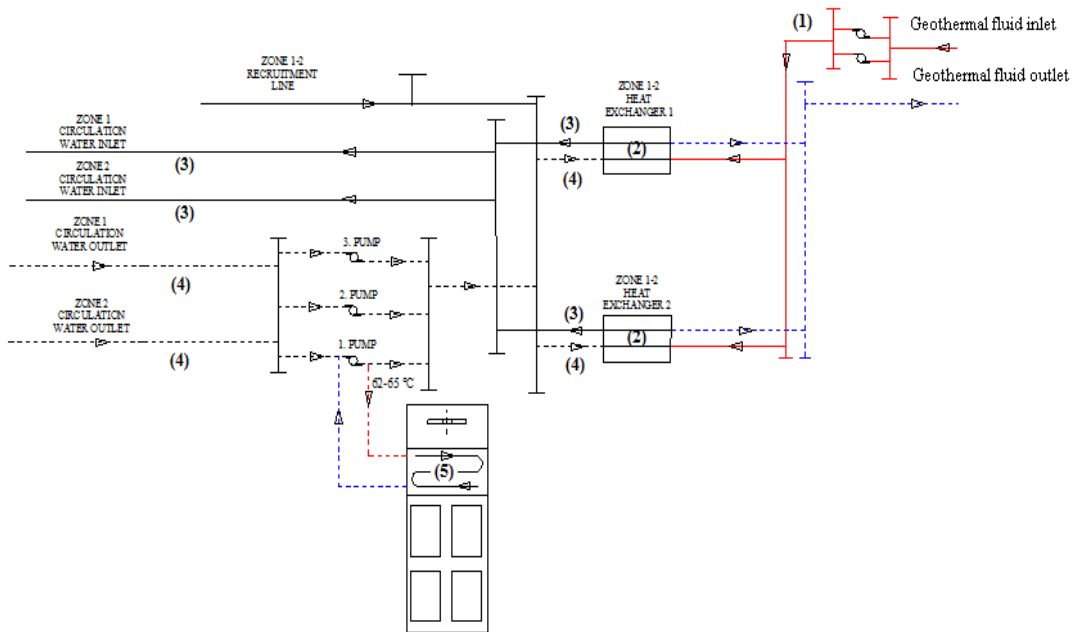 (1)
Geothermal fluid inlet
Geothermal fluid outlet
ZONE 1-2
RECRUITMENT
LINE
ZONE 1-2
HEAT
EXCHANGER 1
(3)
(2)
(4)
ZONE 1
CIRCULATION
WATER INLET
(3)
ZONE 2
CIRCULATION
WATER INLET
(3)
ZONE 1
CIRCULATION
WATER OUTLET
(4)
3. PUMP
ZONE 2
CIRCULATION
WATER OUTLET
(4)
2. PUMP
1. PUMP
62-65 °C
ZONE 1-2
HEAT
EXCHANGER 2
(3)
(2)
(4)
(5)